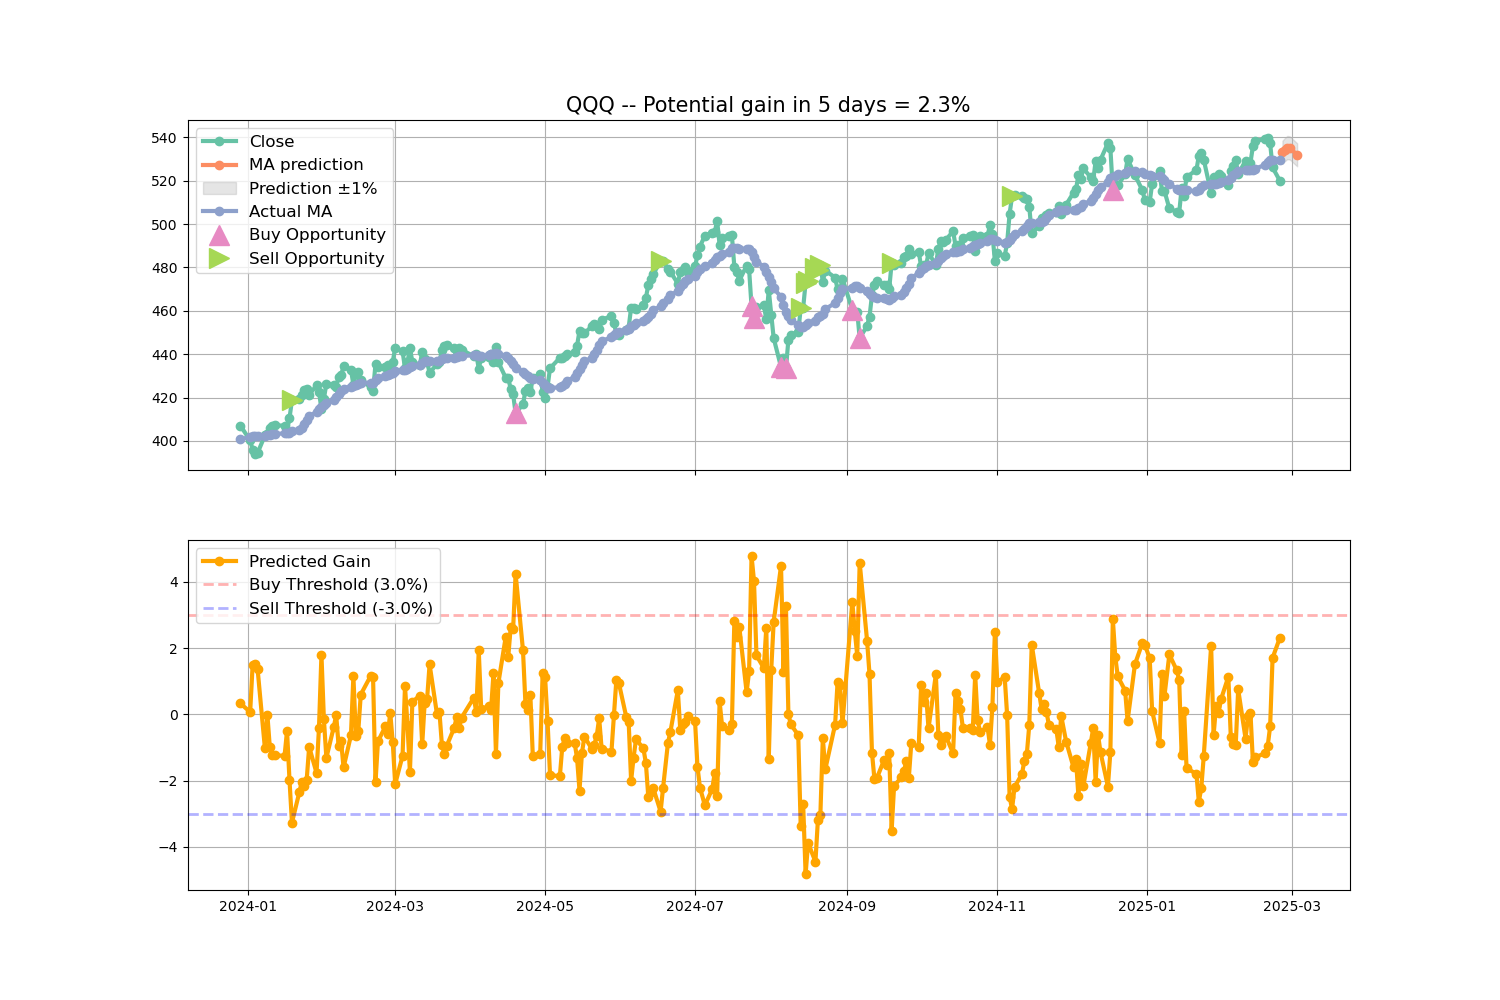 QQQ -- Potential gain in 5 days = 2.3%
540
520
500
480
460
440
420
400
Close
MA prediction
Prediction ±1%
Actual MA
Buy Opportunity
Sell Opportunity
4
2
0
−2
−4
Predicted Gain
Buy Threshold (3.0%)
Sell Threshold (-3.0%)
2024-01 2024-03 2024-05 2024-07 2024-09 2024-11 2025-01 2025-03